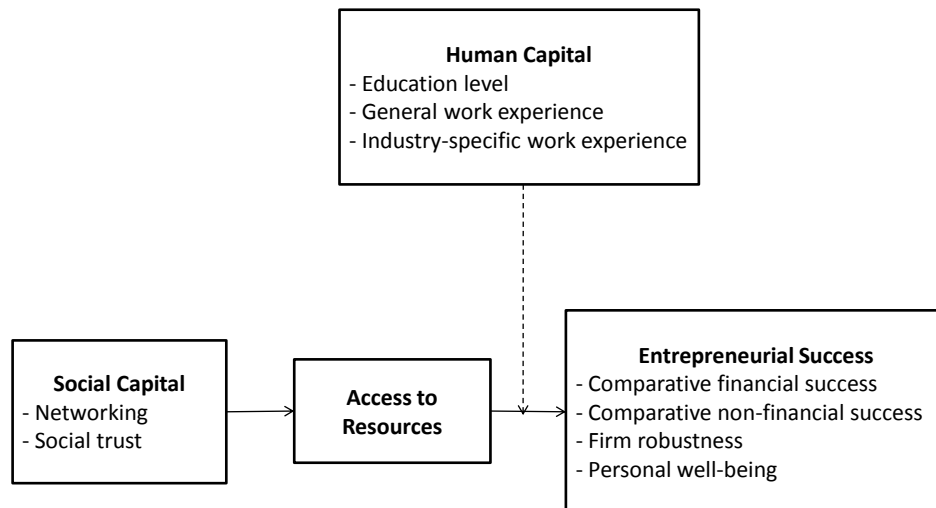 Human Capital
- Education level
- General work experience
- Industry-specific work experience
Social Capital
- Networking
- Social trust
Access to
Resources
Entrepreneurial Success
- Comparative financial success
- Comparative non-financial success
- Firm robustness
- Personal well-being